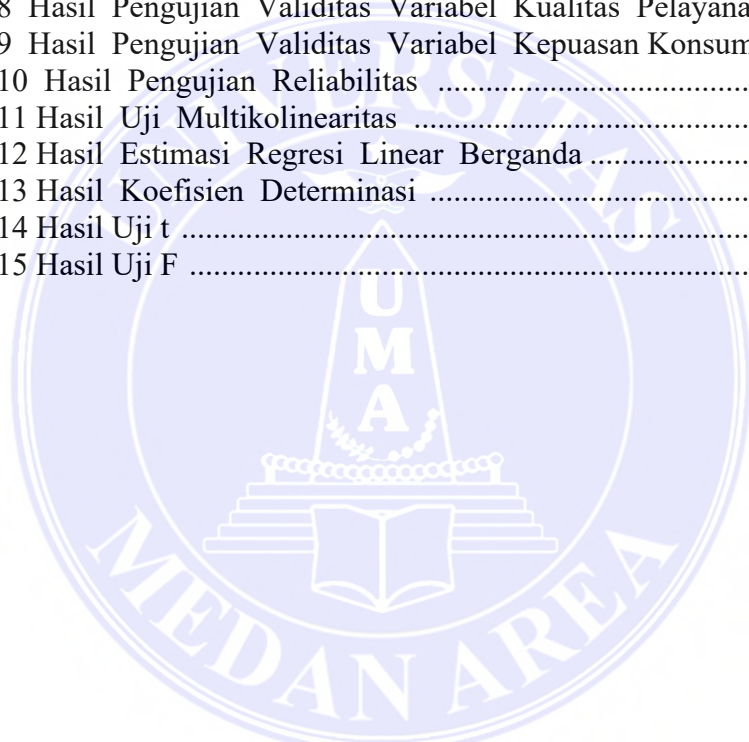 8 Hasil Pengujian Validitas Variabel Kualitas
9 Hasil Pengujian Validitas Variabel Kepuasan
10 Hasil Pengujian Reliabilitas ..........................................
11 Hasil Uji Multikolinearitas .............................................
12 Hasil Estimasi Regresi Linear Berganda ......................
13 Hasil Koefisien Determinasi ...........................................
14 Hasil Uji t ........................................................................
15 Hasil Uji F .......................................................................
UNIVERSITAS
UMA
MEDAN AREA